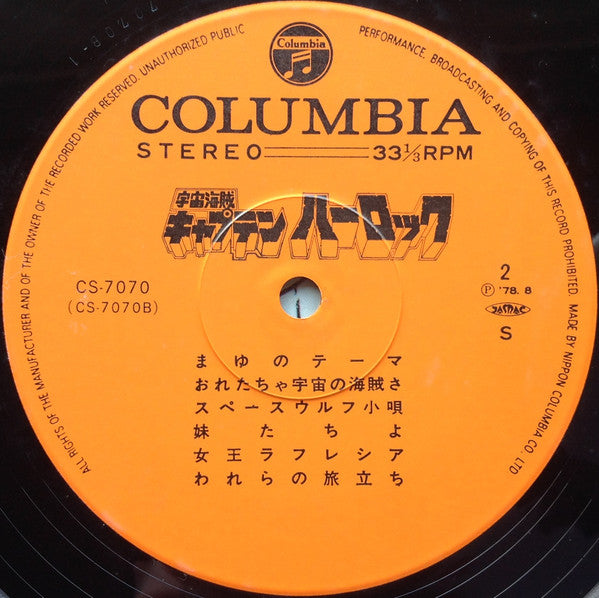 ALL RIGHTS OF THE MANUFACTURER AND OF THE OWNER OF THE RECORDED WORK RESERVED. UNAUTHORIZED PUBLIC PERFORMANCE, BROADCASTING AND COPYING OF THIS RECORD PROHIBITED. MADE BY NIPPON COLUMBIA CO., LTD
Columbia
COLUMBIA
STEREO 33 1/3 RPM
宇宙海賊
キャプテン ハーロック
CS-7070
(CS-7070B)
2
Ⓟ '78. 8
JASRAC
S
まゆのテーマ
おれたちゃ宇宙の海賊さ
スペースウルフ小唄
妹たちよ
女王ラフレシア
われらの旅立ち